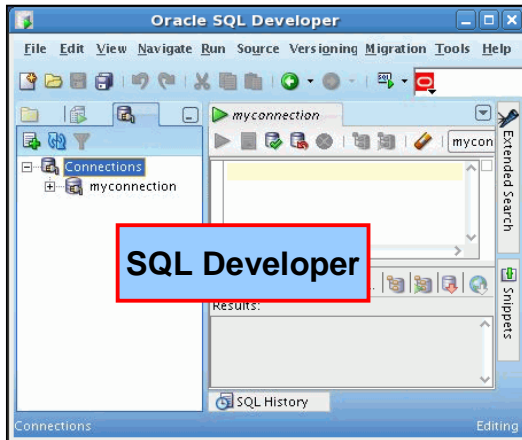 Oracle SQL Developer
File Edit View Navigate Run Source Versioning Migration Tools Help
myconnection
mycon
Connections
myconnection
SQL Developer
Results:
SQL History
Extended Search
Snippets
Connections
Editing